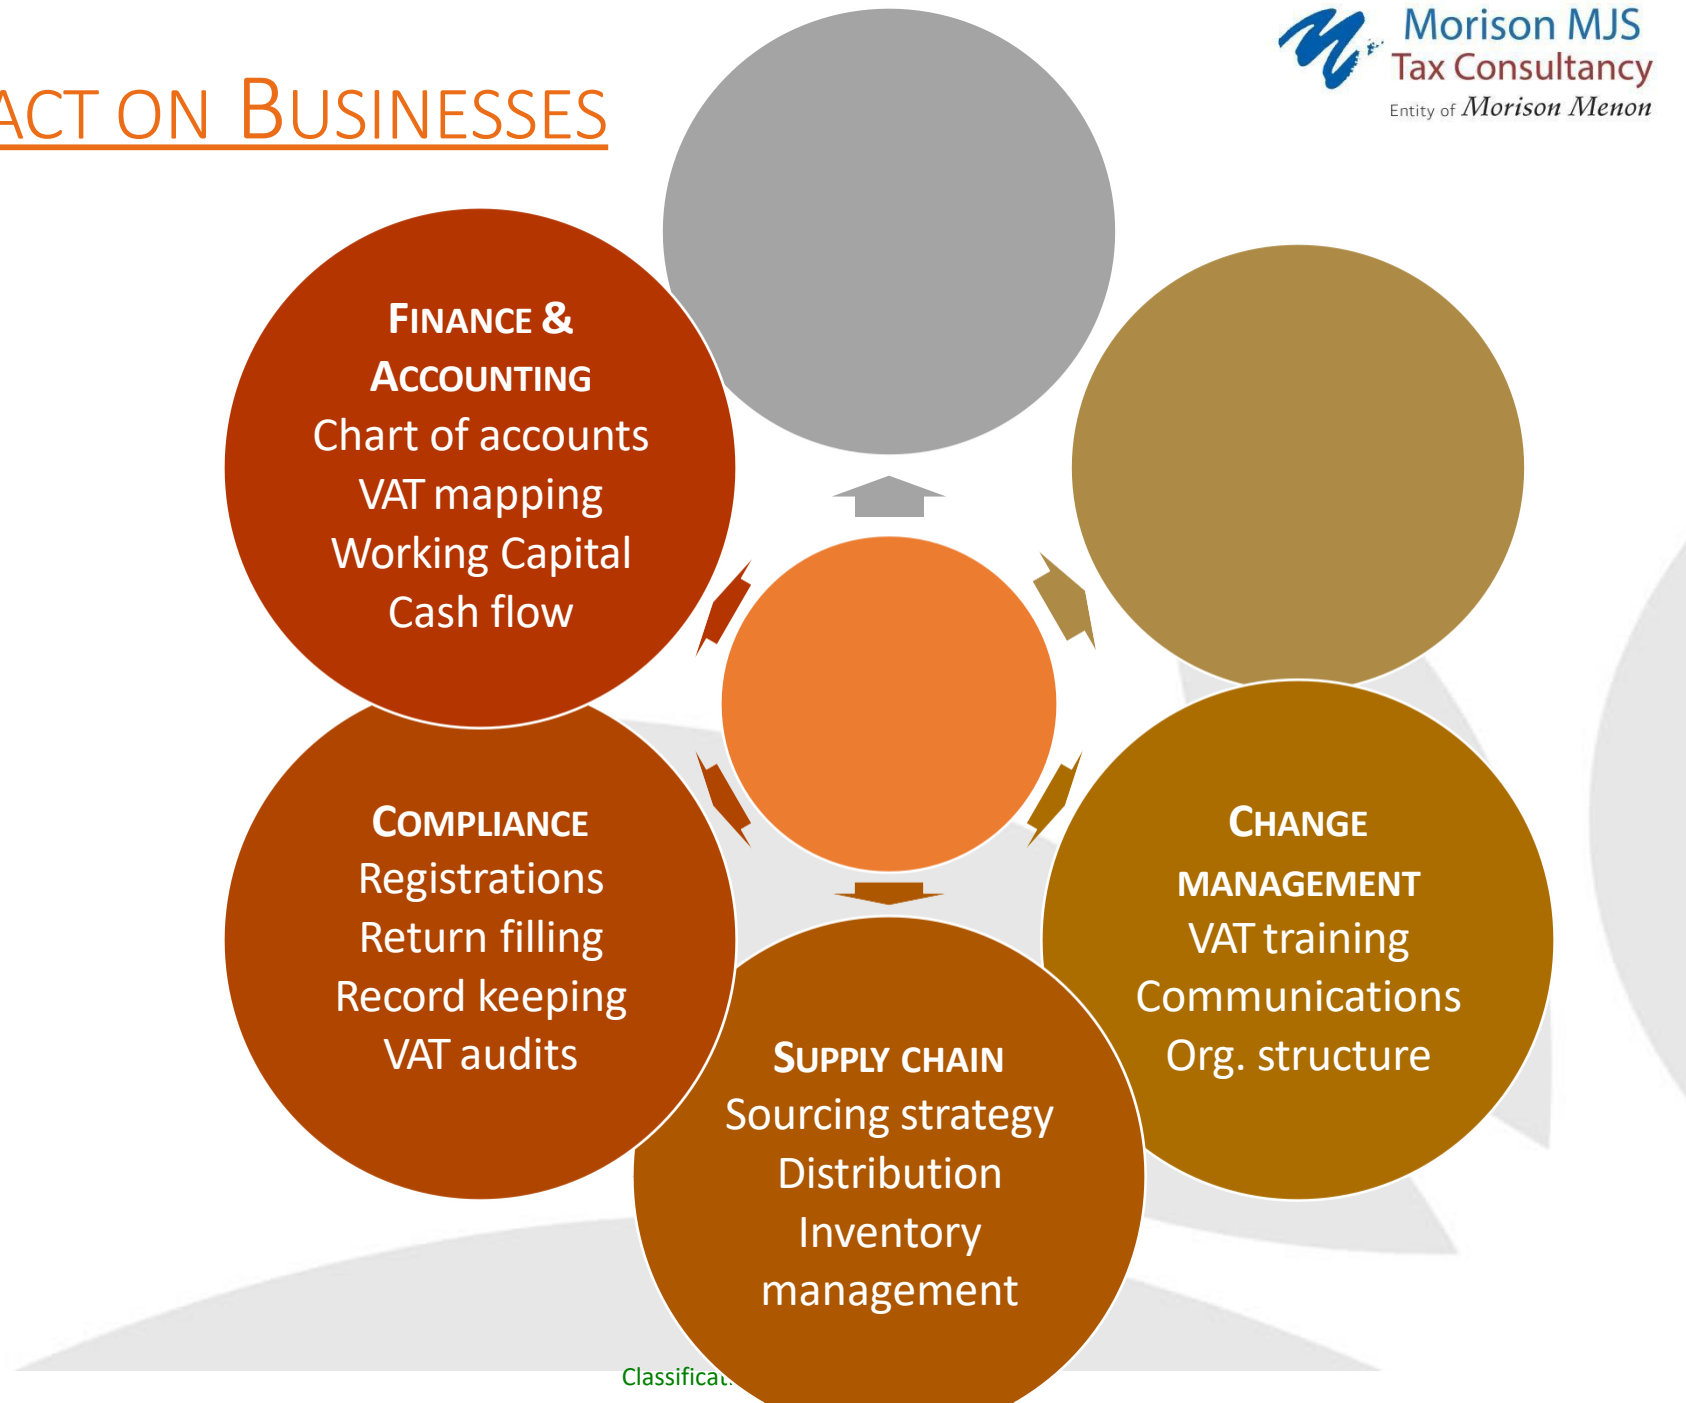 Morison MJS
Tax Consultancy
Entity of Morison Menon
ACT ON BUSINESSES
FINANCE &
ACCOUNTING
Chart of accounts
VAT mapping
Working Capital
Cash flow
COMPLIANCE
Registrations
Return filling
Record keeping
VAT audits
SUPPLY CHAIN
Sourcing strategy
Distribution
Inventory
management
CHANGE
MANAGEMENT
VAT training
Communications
Org. structure